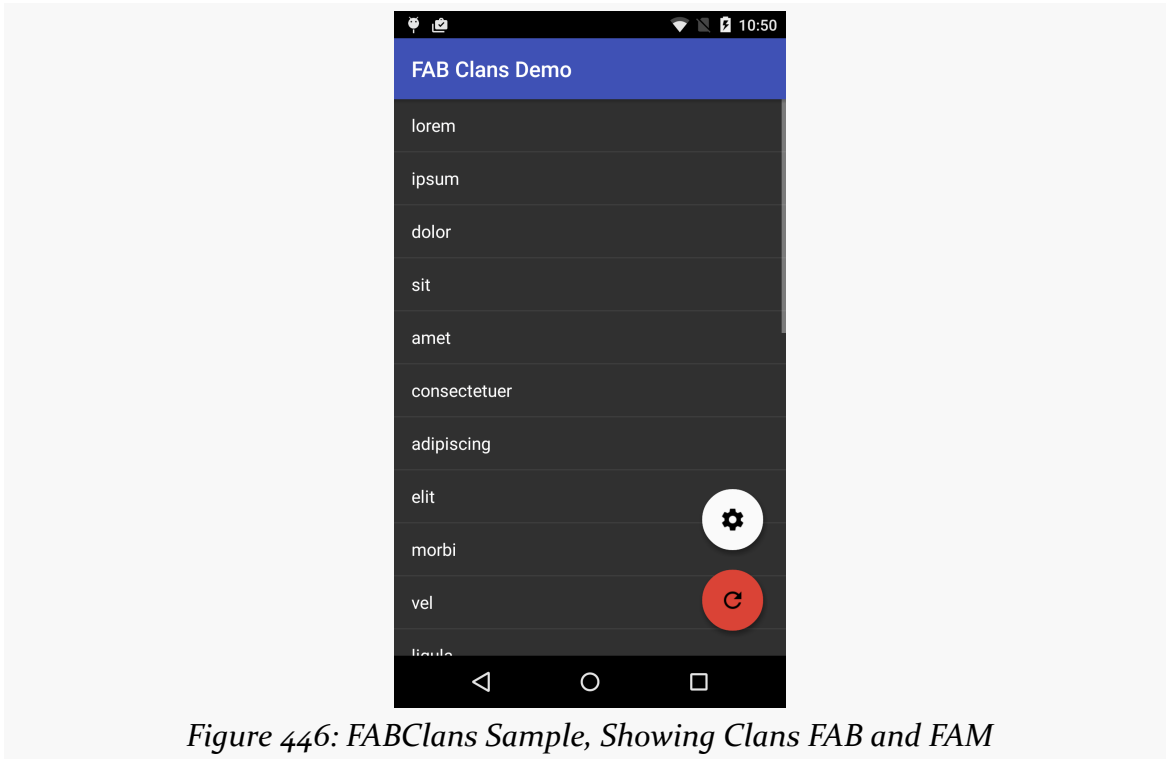 10:50
FAB Clans Demo
lorem
ipsum
dolor
sit
amet
consectetuer
adipiscing
elit
morbi
vel
ligula
Figure 446: FABClans Sample, Showing Clans FAB and FAM